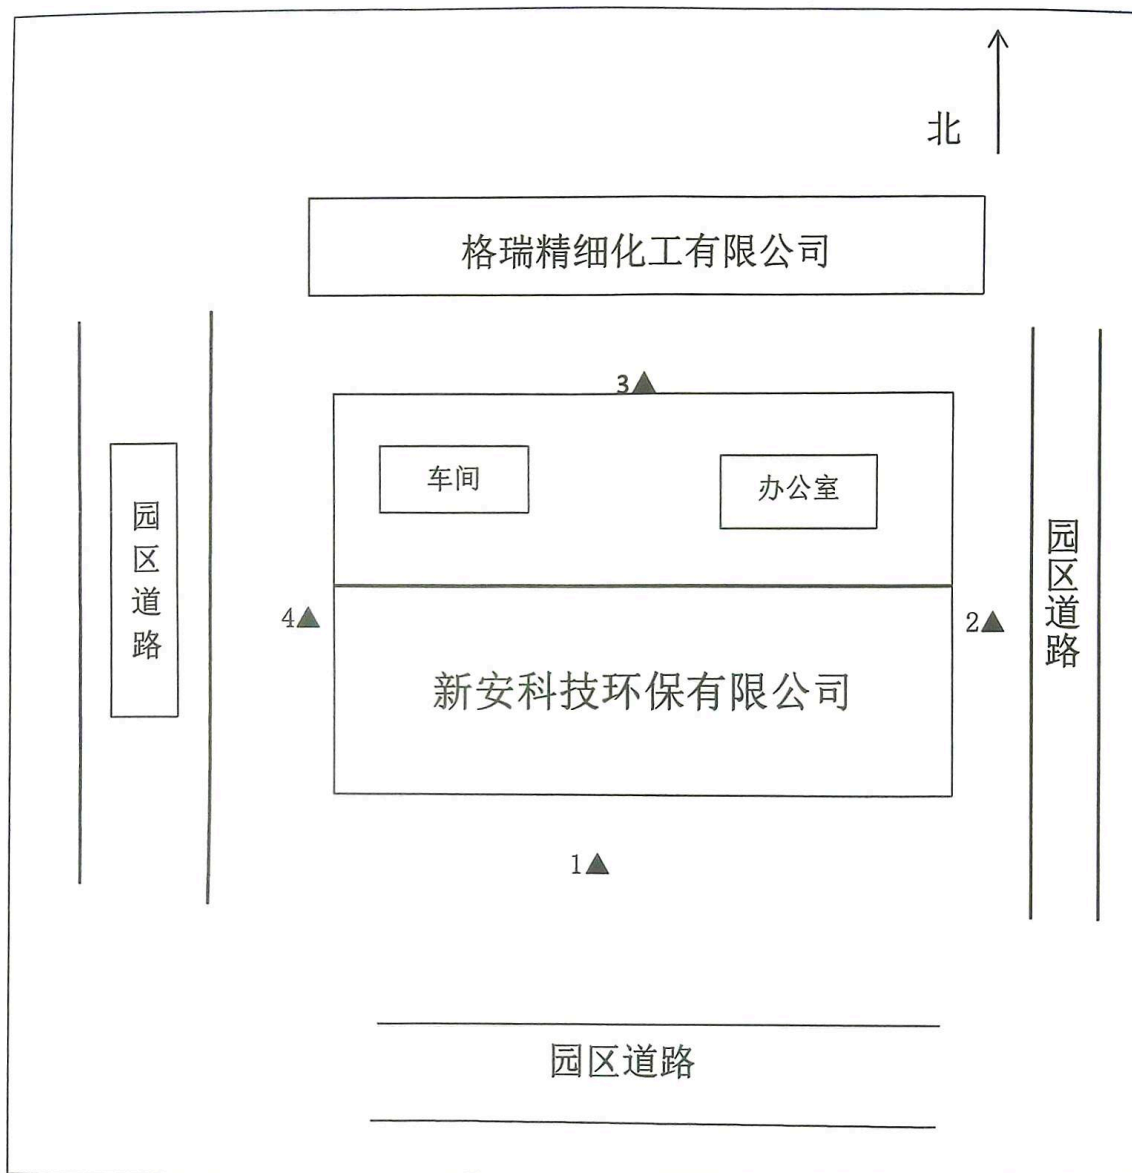 北
格瑞精细化工有限公司
3▲
车间
办公室
园区道路
园区道路
4▲
2▲
新安科技环保有限公司
1▲
园区道路